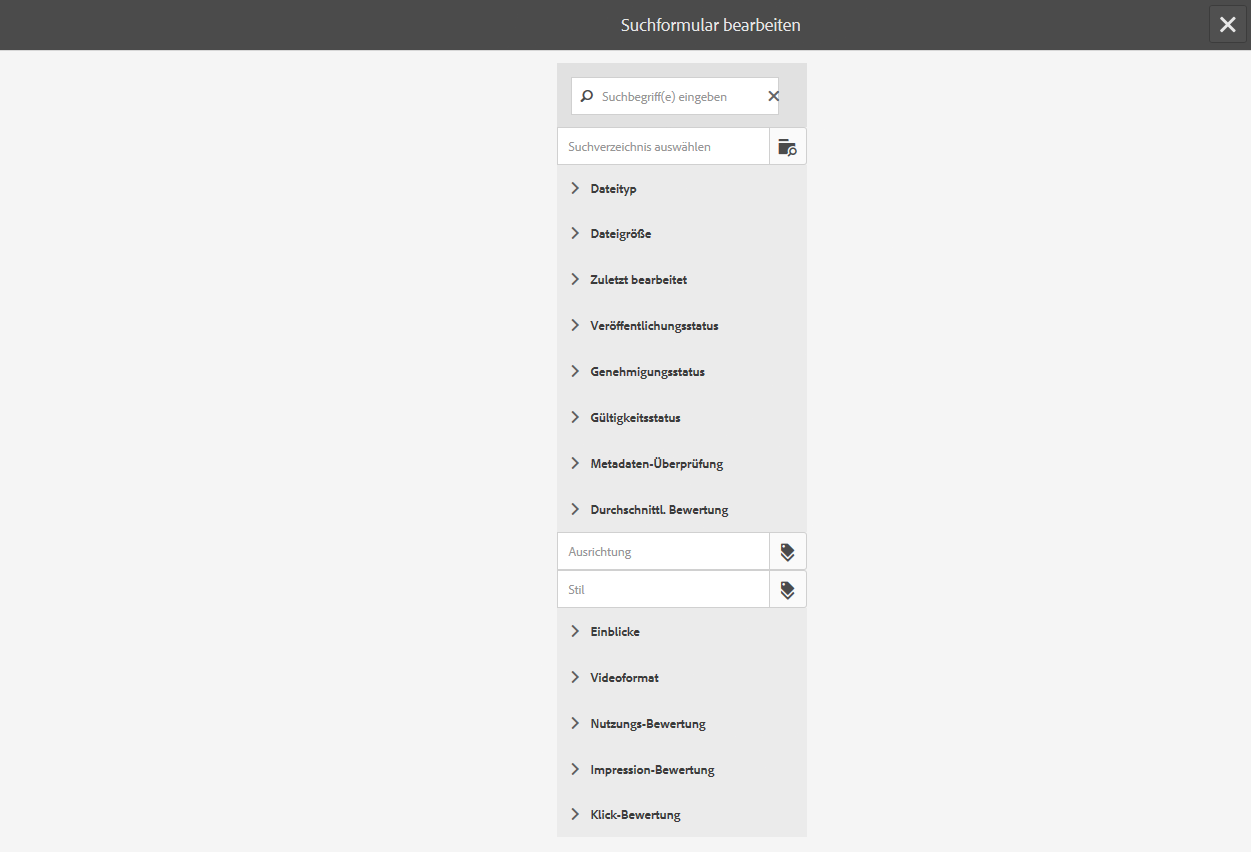 Suchformular bearbeiten
Suchbegriff(e) eingeben
Suchverzeichnis auswählen
Dateityp
Dateigröße
Zuletzt bearbeitet
Veröffentlichungsstatus
Genehmigungsstatus
Gültigkeitsstatus
Metadaten-Überprüfung
Durchschnittl. Bewertung
Ausrichtung
Stil
Einblicke
Videoformat
Nutzungs-Bewertung
Impression-Bewertung
Klick-Bewertung